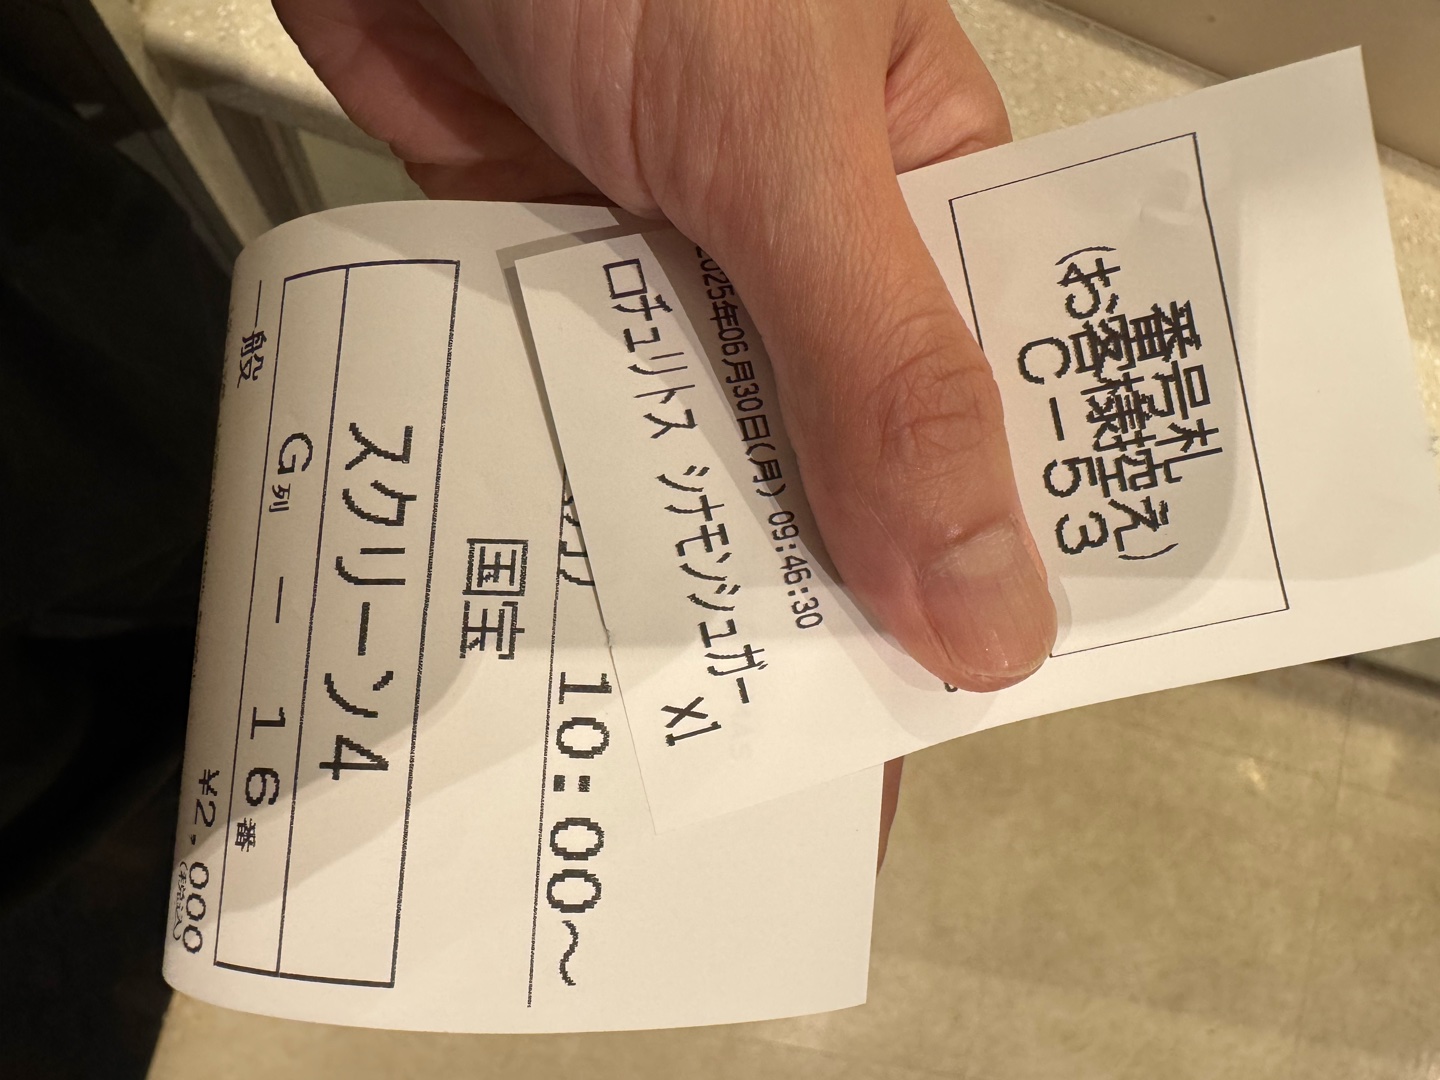 番号札
(お客様控え)
C-53
2025年06月30日(月) 09:46:30
ロチュリトス シナモンシュガー
X1
10:00~
国宝
スクリーン4
G列 - 16番
一般
¥2,000
(税込)